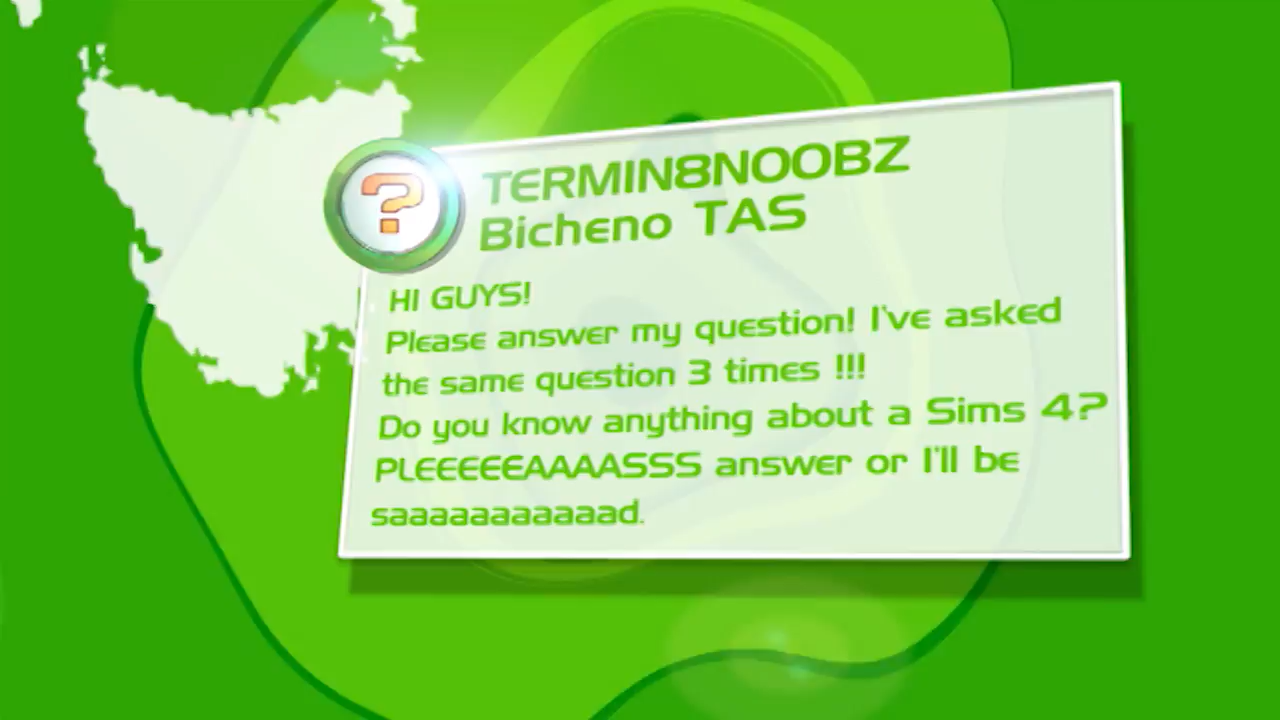 ?
TERMIN8NOOBZ
Bicheno TAS
HI GUYS!
Please answer my question! I've asked
the same question 3 times !!!
Do you know anything about a Sims 4?
PLEEEEEAAAASSS answer or I'll be
saaaaaaaaaaaad.